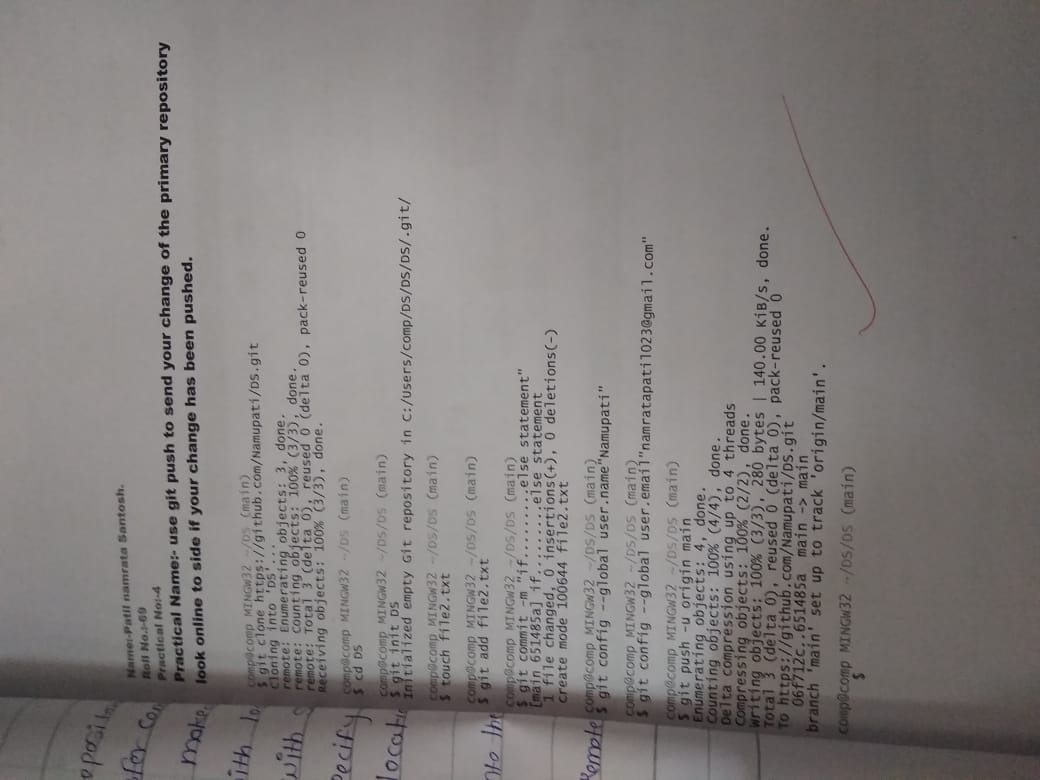 Name:-Patil namrata Santosh.
Roll No.:-69
Practical No:-4
Practical Name:- use git push to send your change of the primary repository
look online to side if your change has been pushed.
comp@comp MINGW32 ~/DS (main)
$ git clone https://github.com/Namupati/DS.git
Cloning into 'DS'...
remote: Enumerating objects: 3, done.
remote: Counting objects: 100% (3/3), done.
remote: Total 3 (delta 0), reused 0 (delta 0), pack-reused 0
Receiving objects: 100% (3/3), done.
comp@comp MINGW32 ~/DS (main)
$ cd DS
comp@comp MINGW32 ~/DS/DS (main)
$ git init DS
Initialized empty Git repository in C:/Users/comp/DS/DS/DS/.git/
comp@comp MINGW32 ~/DS/DS (main)
$ touch file2.txt
comp@comp MINGW32 ~/DS/DS (main)
$ git add file2.txt
comp@comp MINGW32 ~/DS/DS (main)
$ git commit -m "if.........else statement"
[main 651485a] if.........else statement
1 file changed, 0 insertions(+), 0 deletions(-)
create mode 100644 file2.txt
comp@comp MINGW32 ~/DS/DS (main)
$ git config --global user.name"Namupati"
comp@comp MINGW32 ~/DS/DS (main)
$ git config --global user.email"namratapatil023@gmail.com"
comp@comp MINGW32 ~/DS/DS (main)
$ git push -u origin main
Enumerating objects: 4, done.
Counting objects: 100% (4/4), done.
Delta compression using up to 4 threads
Compressing objects: 100% (2/2), done.
Writing objects: 100% (3/3), 280 bytes | 140.00 KiB/s, done.
Total 3 (delta 0), reused 0 (delta 0), pack-reused 0
To https://github.com/Namupati/DS.git
06f712c..651485a main -> main
branch 'main' set up to track 'origin/main'.
comp@comp MINGW32 ~/DS/DS (main)
$
for
make
with
into the
Remote